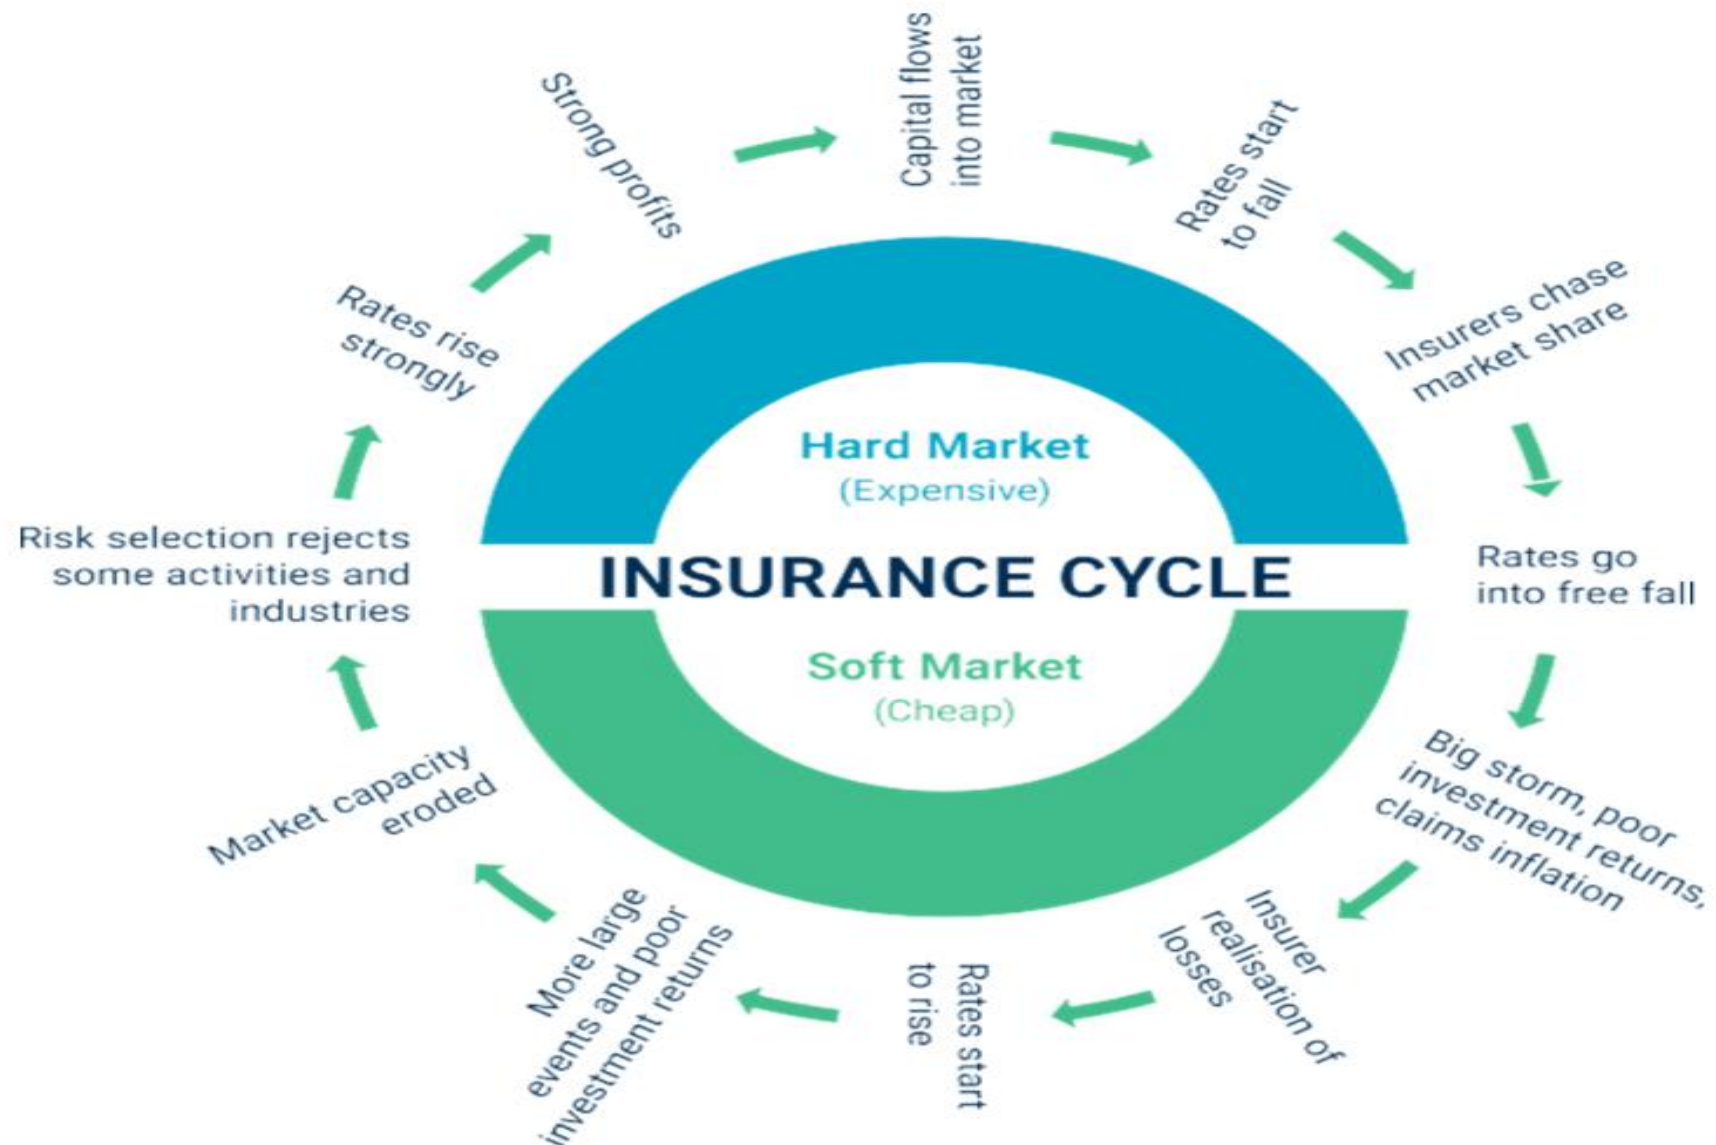 Capital flows
into market
Rates start
to fall
Insurers chase
market share
Rates go
into free fall
Big storm, poor
investment returns,
claims inflation
Insurer
realisation of
losses
Rates start
to rise
More large
events and poor
investment returns
Market capacity
eroded
Risk selection rejects
some activities and
industries
Rates rise
strongly
Strong profits
Hard Market
(Expensive)
INSURANCE CYCLE
Soft Market
(Cheap)